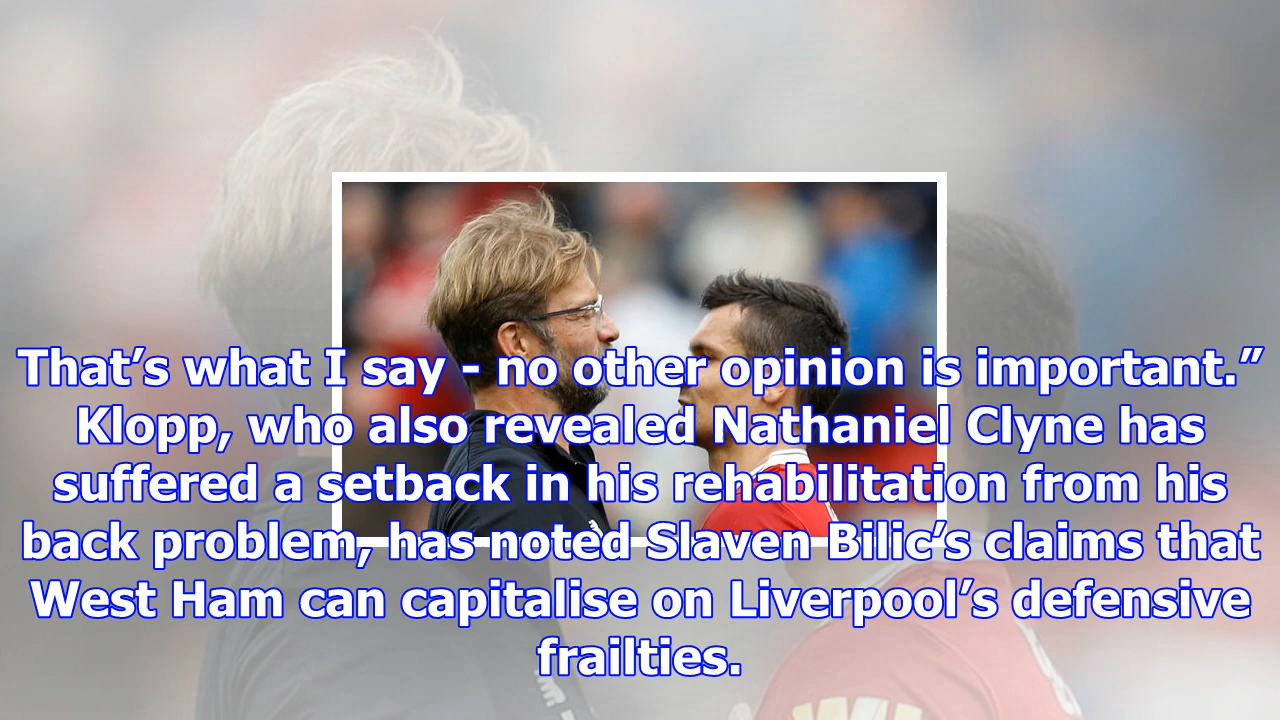 That’s what I say - no other opinion is important.”
Klopp, who also revealed Nathaniel Clyne has
suffered a setback in his rehabilitation from his
back problem, has noted Slaven Bilic‘s claims that
West Ham can capitalise on Liverpool’s defensive
frailties.